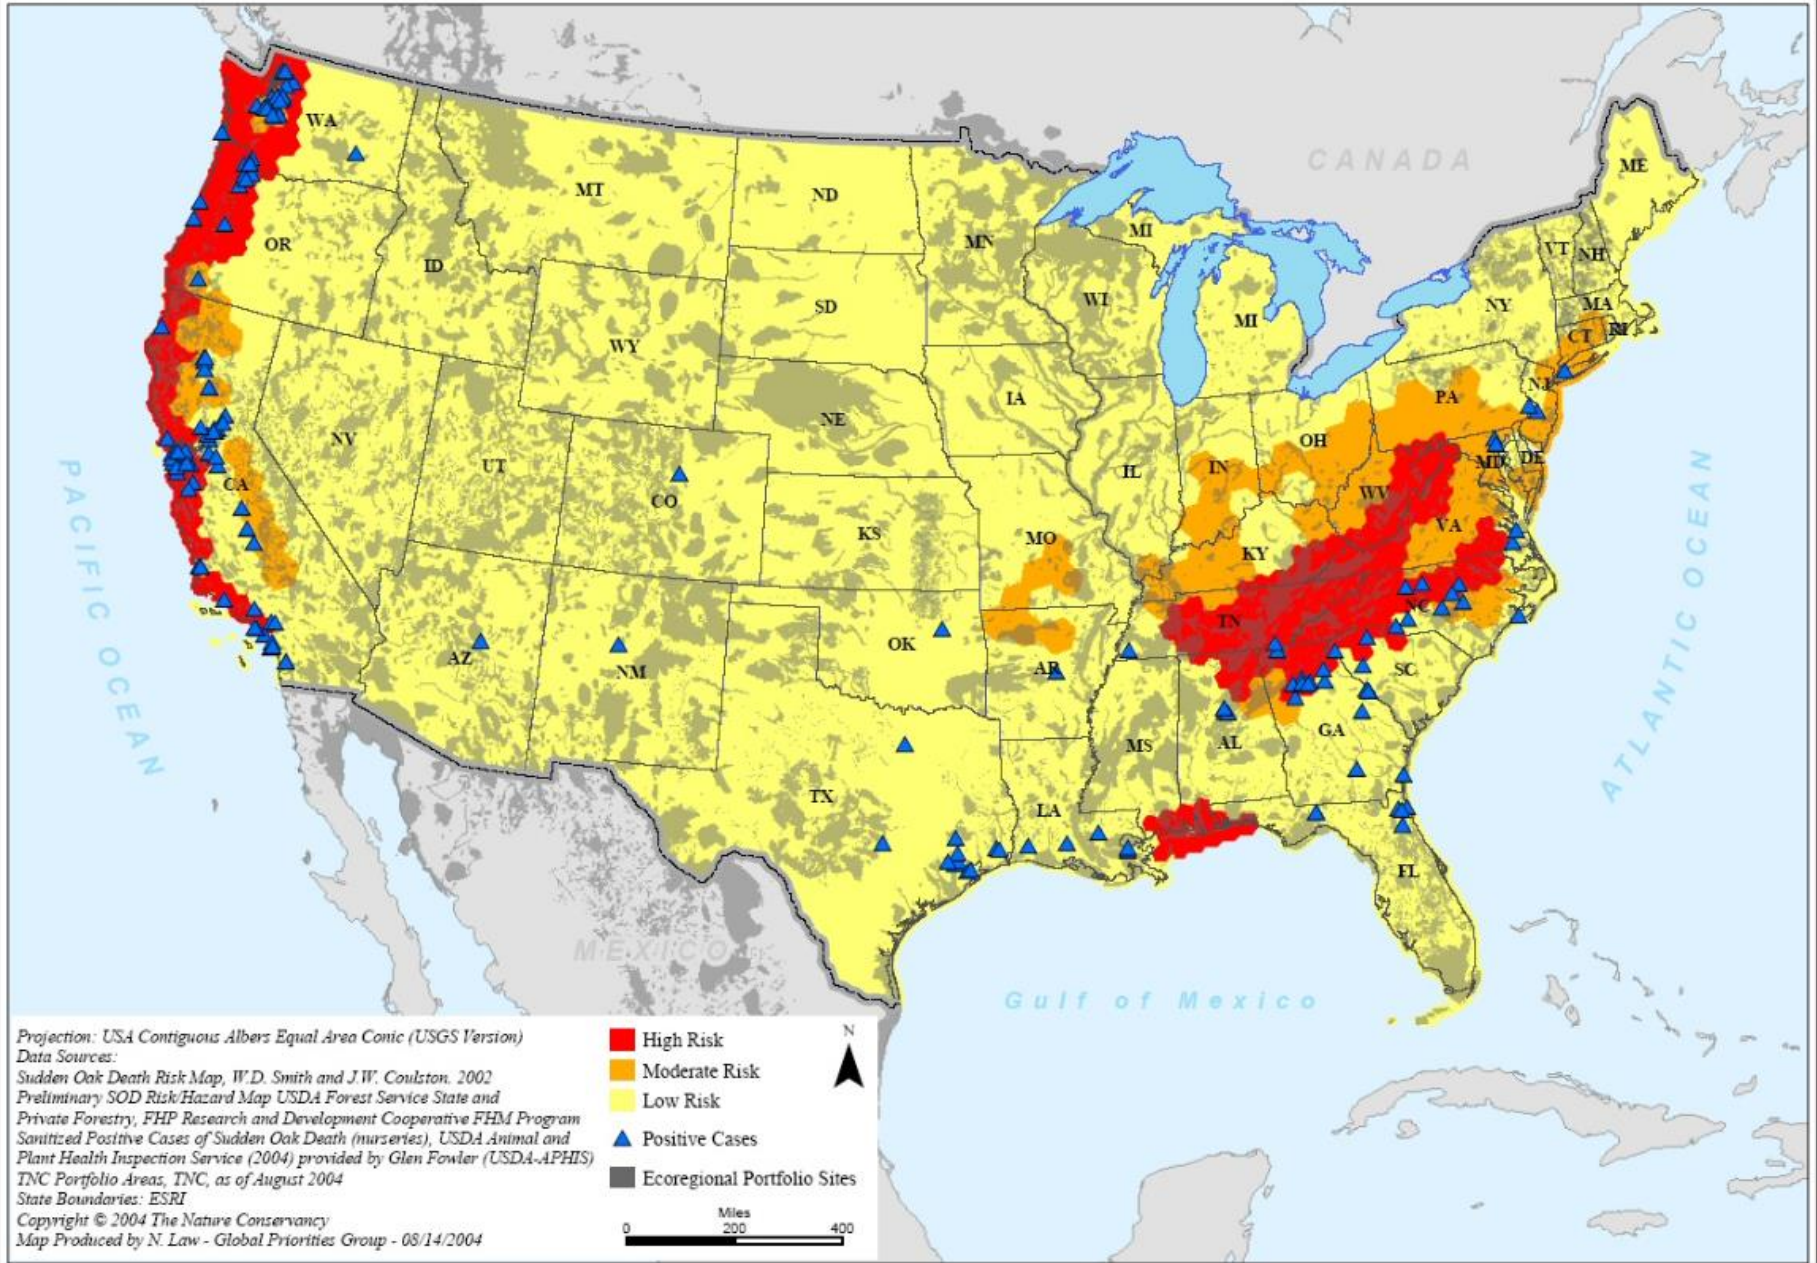 CANADA
WA
MT
ND
MN
MI
ME
OR
ID
SD
WI
MI
NY
VT
NH
MA
CT
RI
WY
IA
NE
PA
NJ
NV
UT
CO
KS
MO
IL
IN
OH
WV
MD
DE
VA
KY
CA
AZ
NM
OK
AR
TN
NC
SC
MS
AL
GA
TX
LA
FL
PACIFIC OCEAN
ATLANTIC OCEAN
MEXICO
Gulf of Mexico
Projection: USA Contiguous Albers Equal Area Conic (USGS Version)
Data Sources:
Sudden Oak Death Risk Map, W.D. Smith and J.W. Coulston. 2002
Preliminary SOD Risk/Hazard Map USDA Forest Service State and
Private Forestry, FHP Research and Development Cooperative FHM Program
Sanitized Positive Cases of Sudden Oak Death (nurseries), USDA Animal and
Plant Health Inspection Service (2004) provided by Glen Fowler (USDA-APHIS)
TNC Portfolio Areas, TNC, as of August 2004
State Boundaries: ESRI
Copyright © 2004 The Nature Conservancy
Map Produced by N. Law - Global Priorities Group - 08/14/2004
High Risk
Moderate Risk
Low Risk
Positive Cases
Ecoregional Portfolio Sites
N
Miles
0 200 400